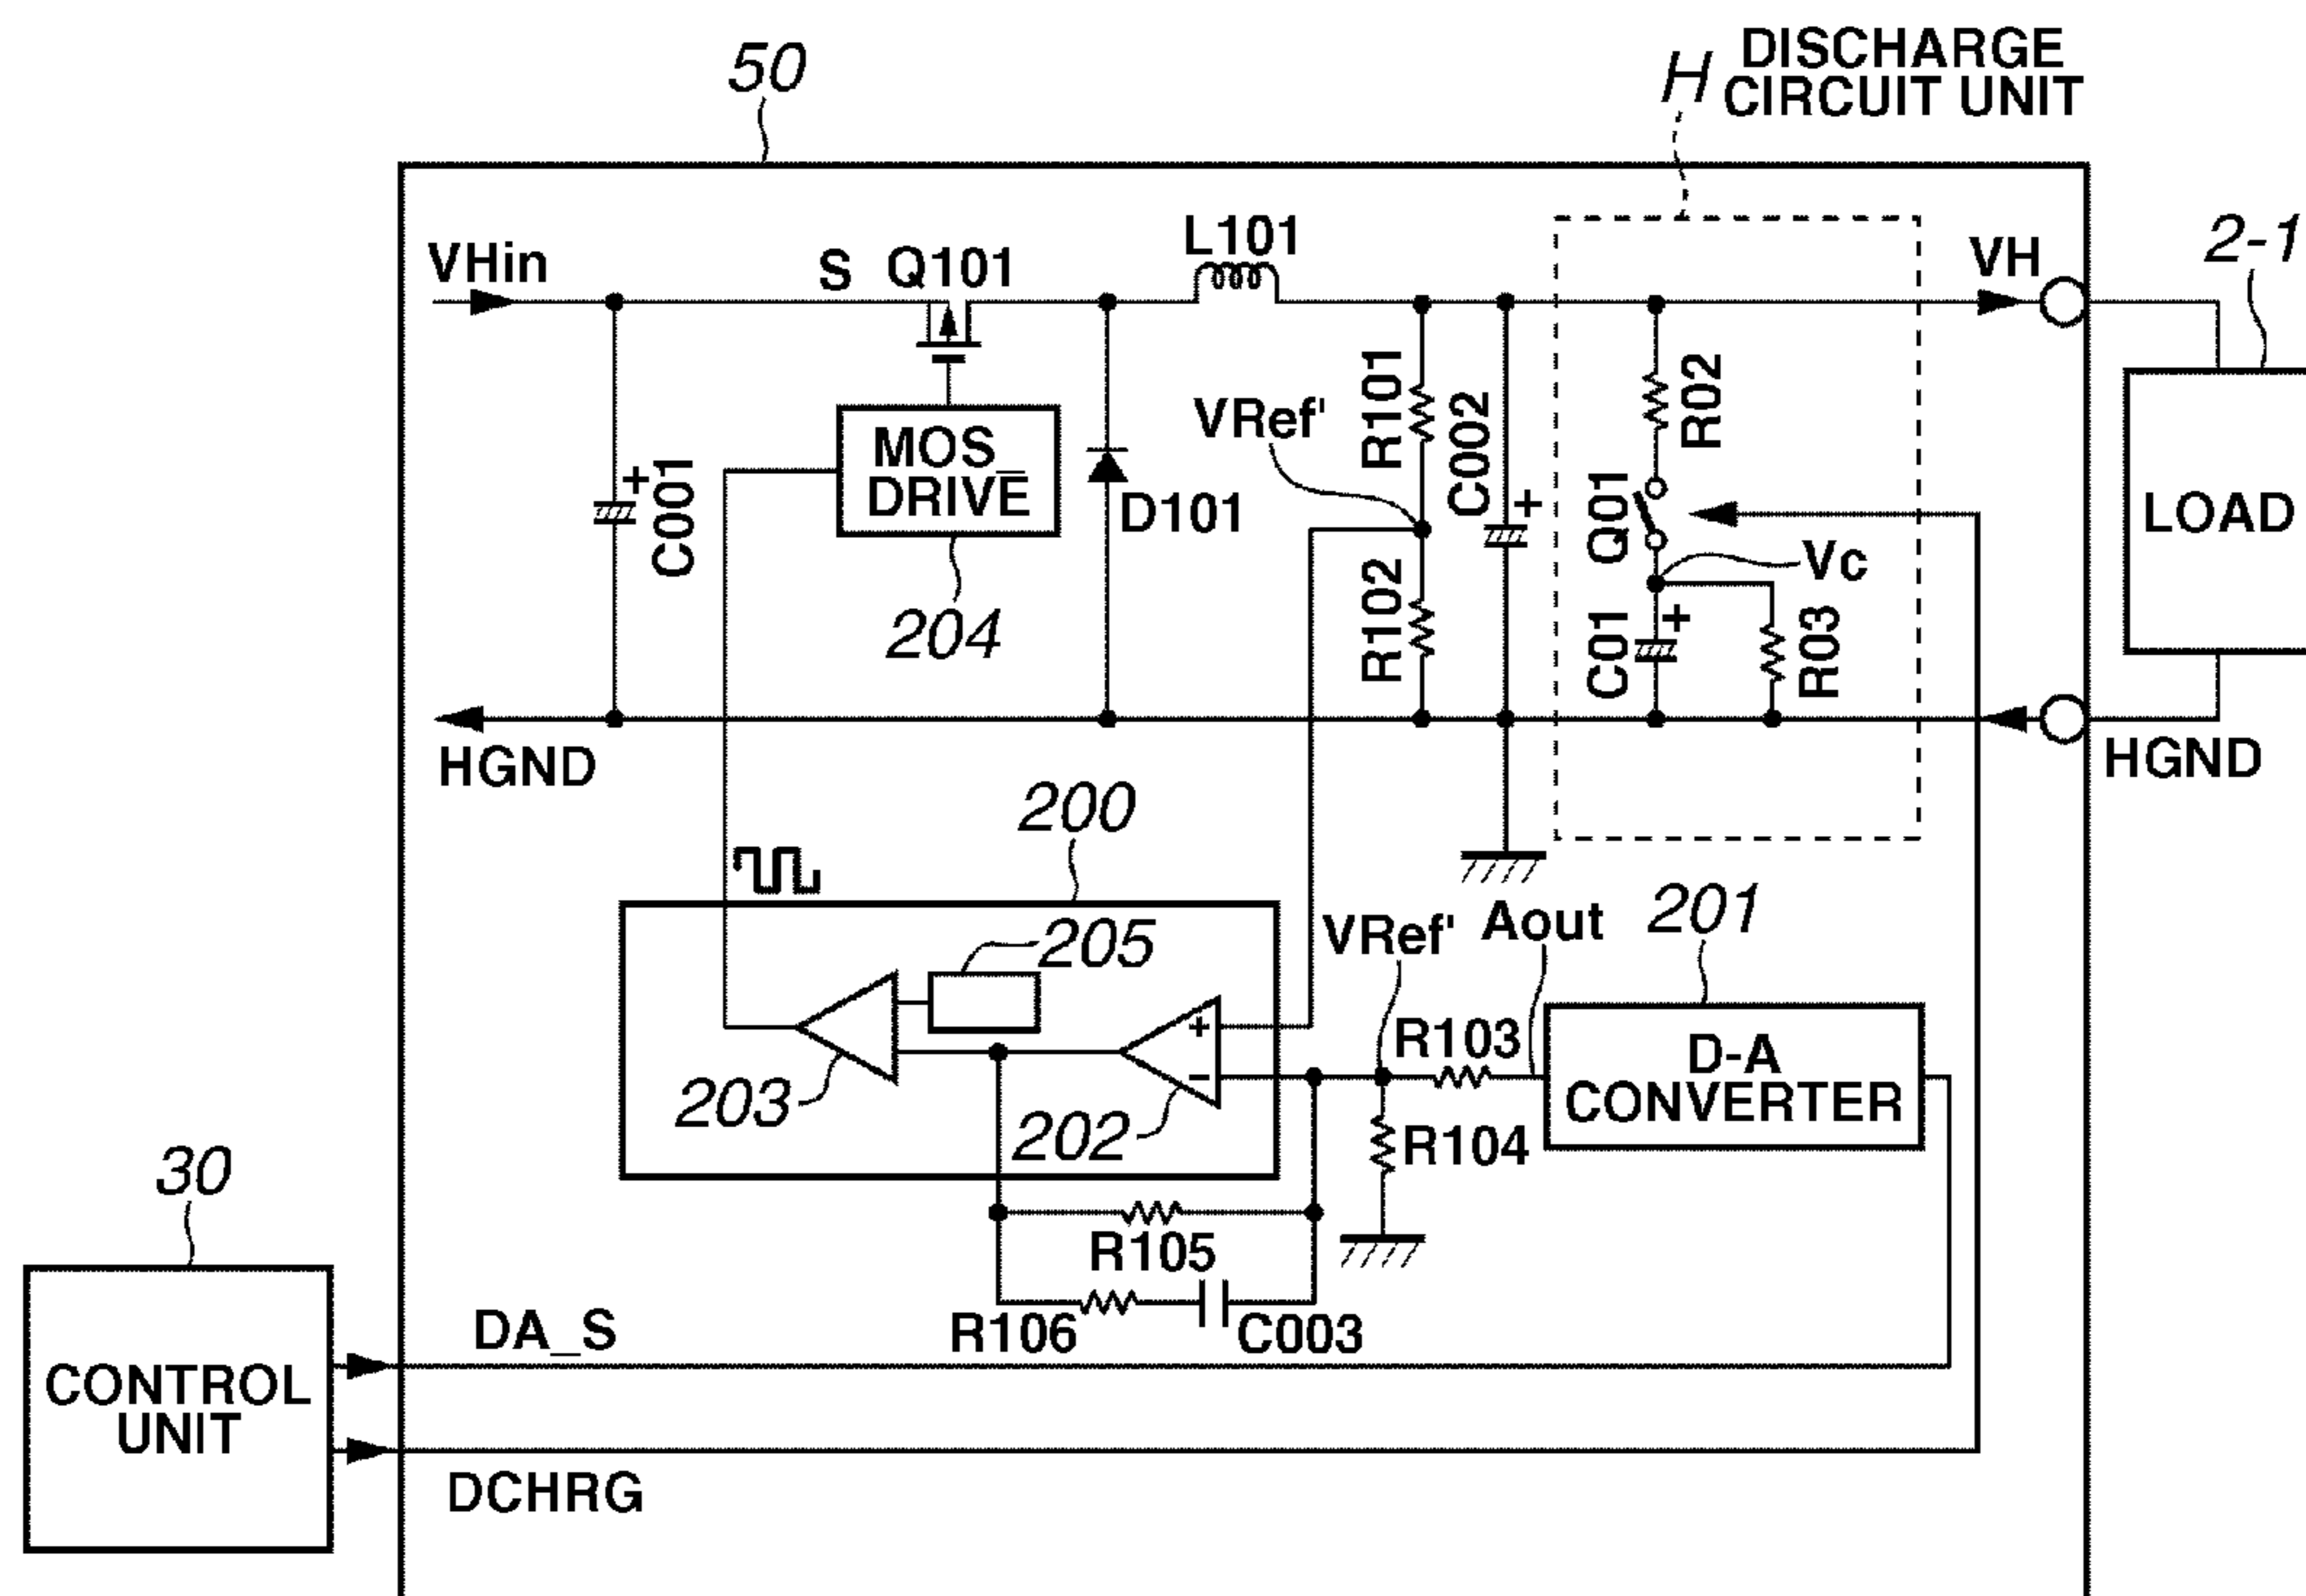 50
H
DISCHARGE
CIRCUIT UNIT
VHin
S
Q101
L101
VH
2-1
C001
MOS_
DRIVE
204
D101
VRef'
R101
R102
C002
R02
Q01
Vc
C01
R03
LOAD
HGND
HGND
200
205
203
202
VRef'
Aout
201
R103
D-A
CONVERTER
R104
R105
R106
C003
30
CONTROL
UNIT
DA_S
DCHRG